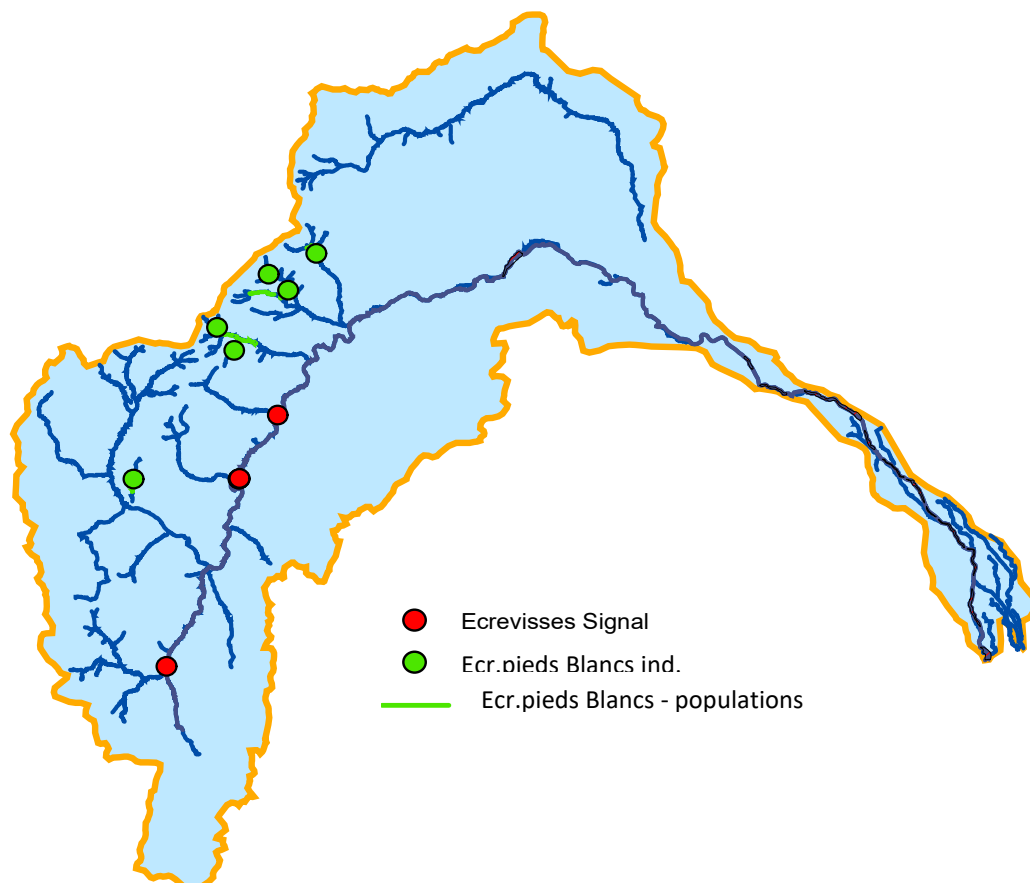 Ecrevisses Signal
Ecr.pieds Blancs ind.
Ecr.pieds Blancs - populations